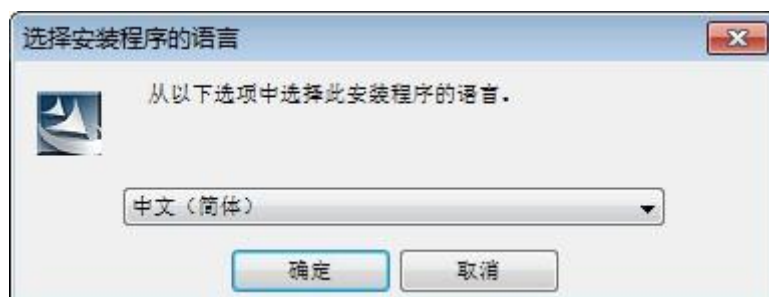 选择安装程序的语言
从以下选项中选择此安装程序的语言.
中文（简体）
确定
取消